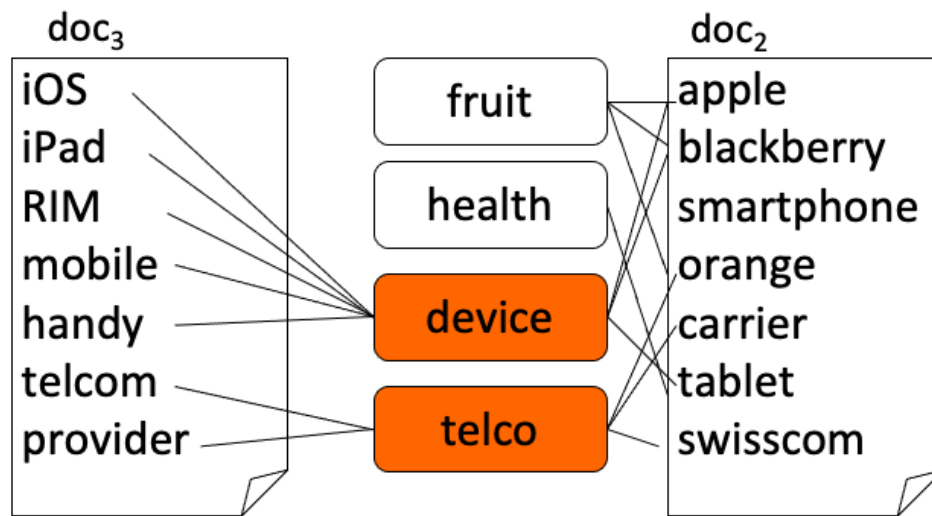 doc₃
iOS
iPad
RIM
mobile
handy
telcom
provider
fruit
health
device
telco
doc₂
apple
blackberry
smartphone
orange
carrier
tablet
swisscom